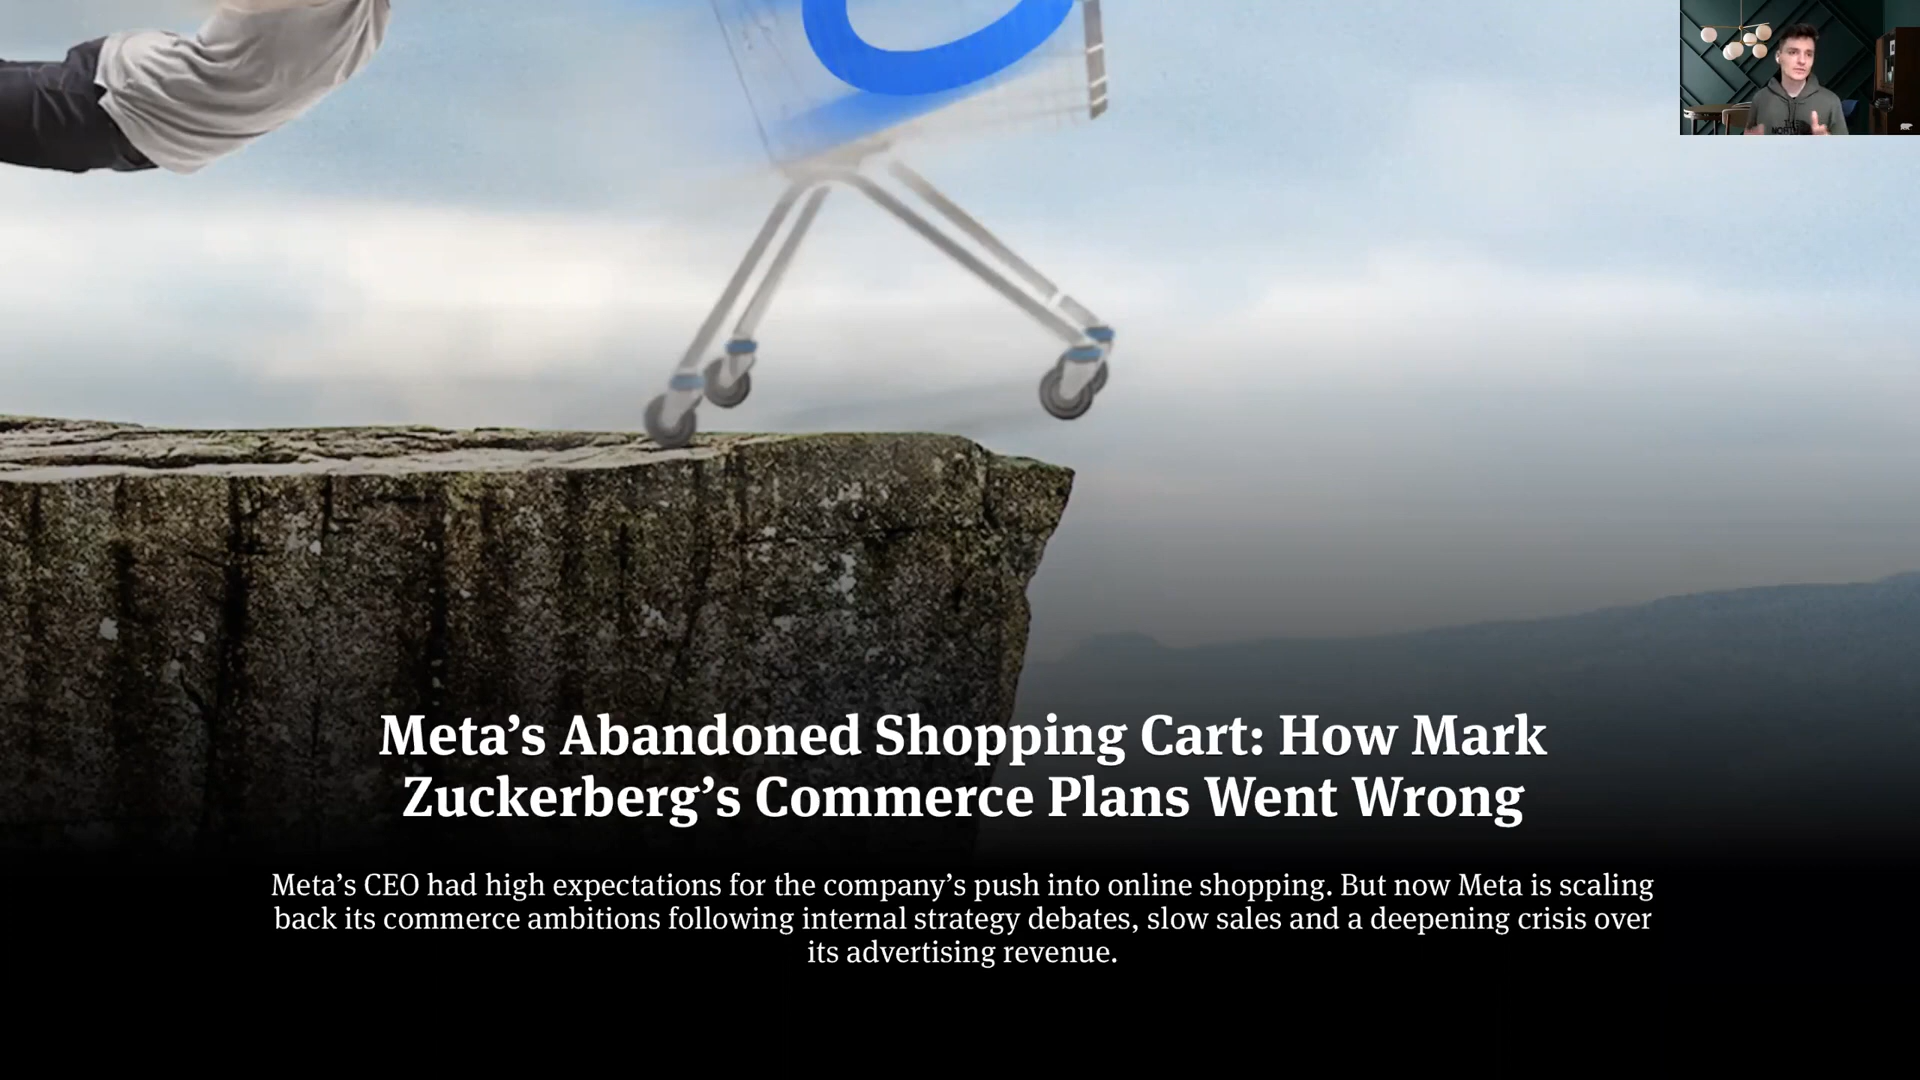 THE
NORTH
Meta’s Abandoned Shopping Cart: How Mark
Zuckerberg’s Commerce Plans Went Wrong
Meta’s CEO had high expectations for the company’s push into online shopping. But now Meta is scaling
back its commerce ambitions following internal strategy debates, slow sales and a deepening crisis over
its advertising revenue.